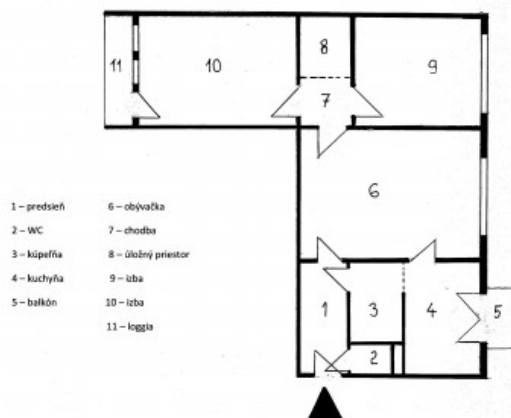 11
10
8
9
7
6
1 – predsieň
2 – WC
3 – kúpeľňa
4 – kuchyňa
5 – balkón
6 – obývačka
7 – chodba
8 – úložný priestor
9 – izba
10 – izba
11 – loggia
1
3
4
5
2